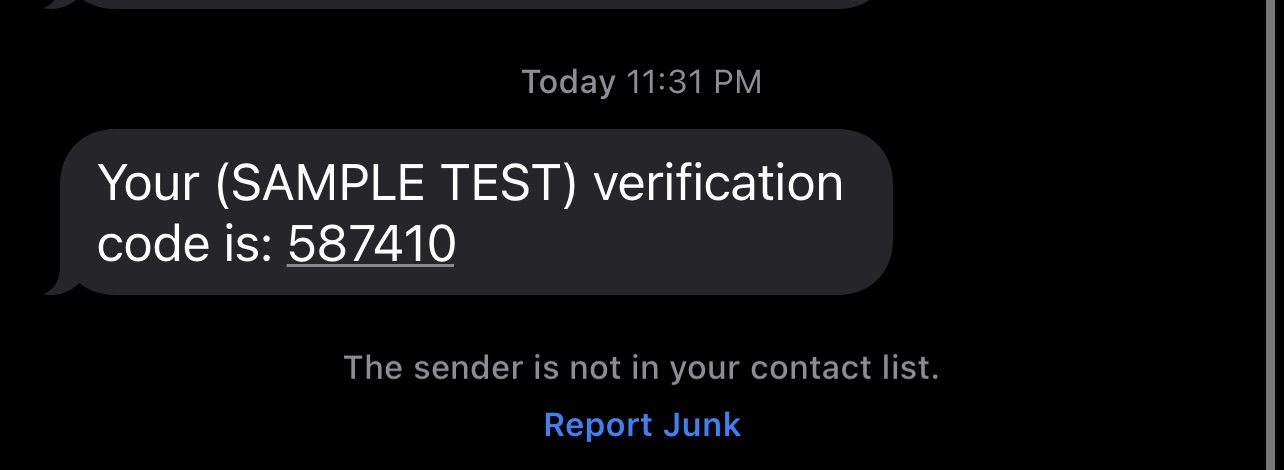 Today 11:31 PM
Your (SAMPLE TEST) verification
code is: 587410
The sender is not in your contact list.
Report Junk